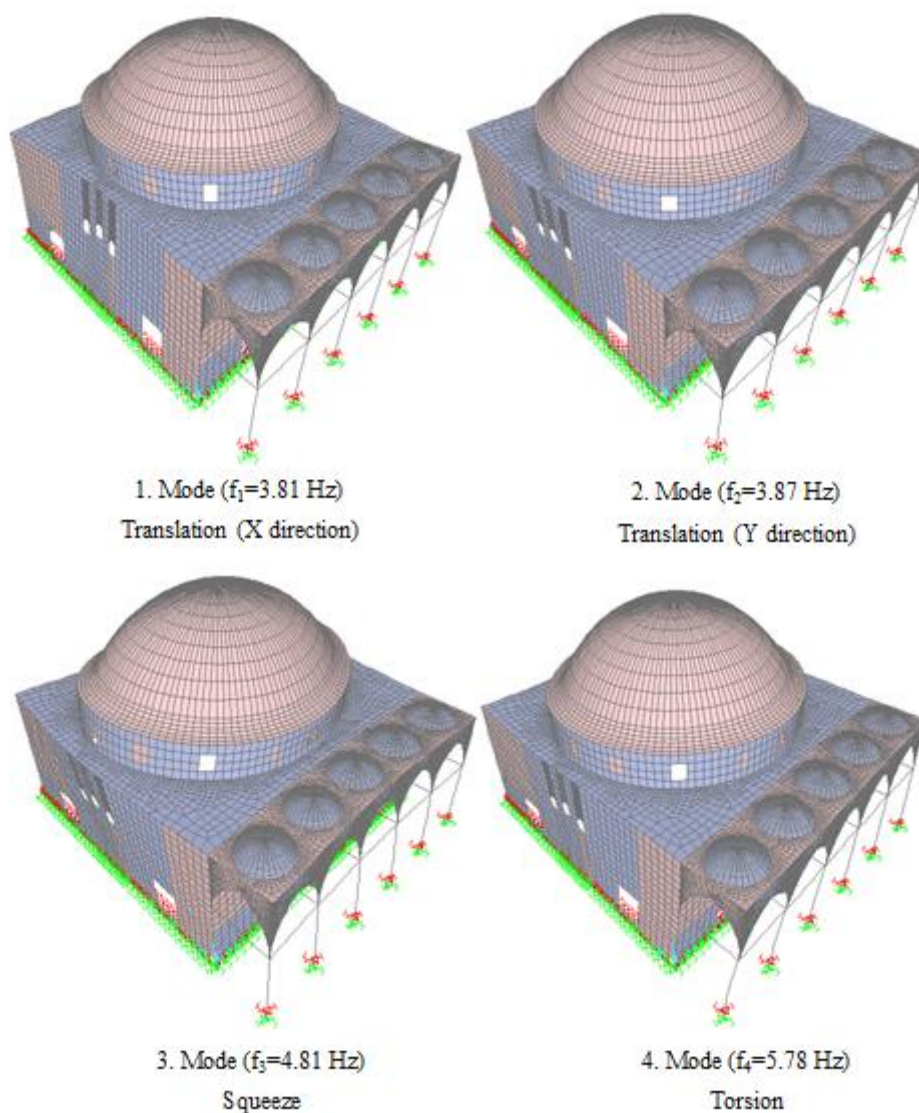 1. Mode (f₁=3.81 Hz)
Translation (X direction)
2. Mode (f₂=3.87 Hz)
Translation (Y direction)
3. Mode (f₃=4.81 Hz)
Squeeze
4. Mode (f₄=5.78 Hz)
Torsion